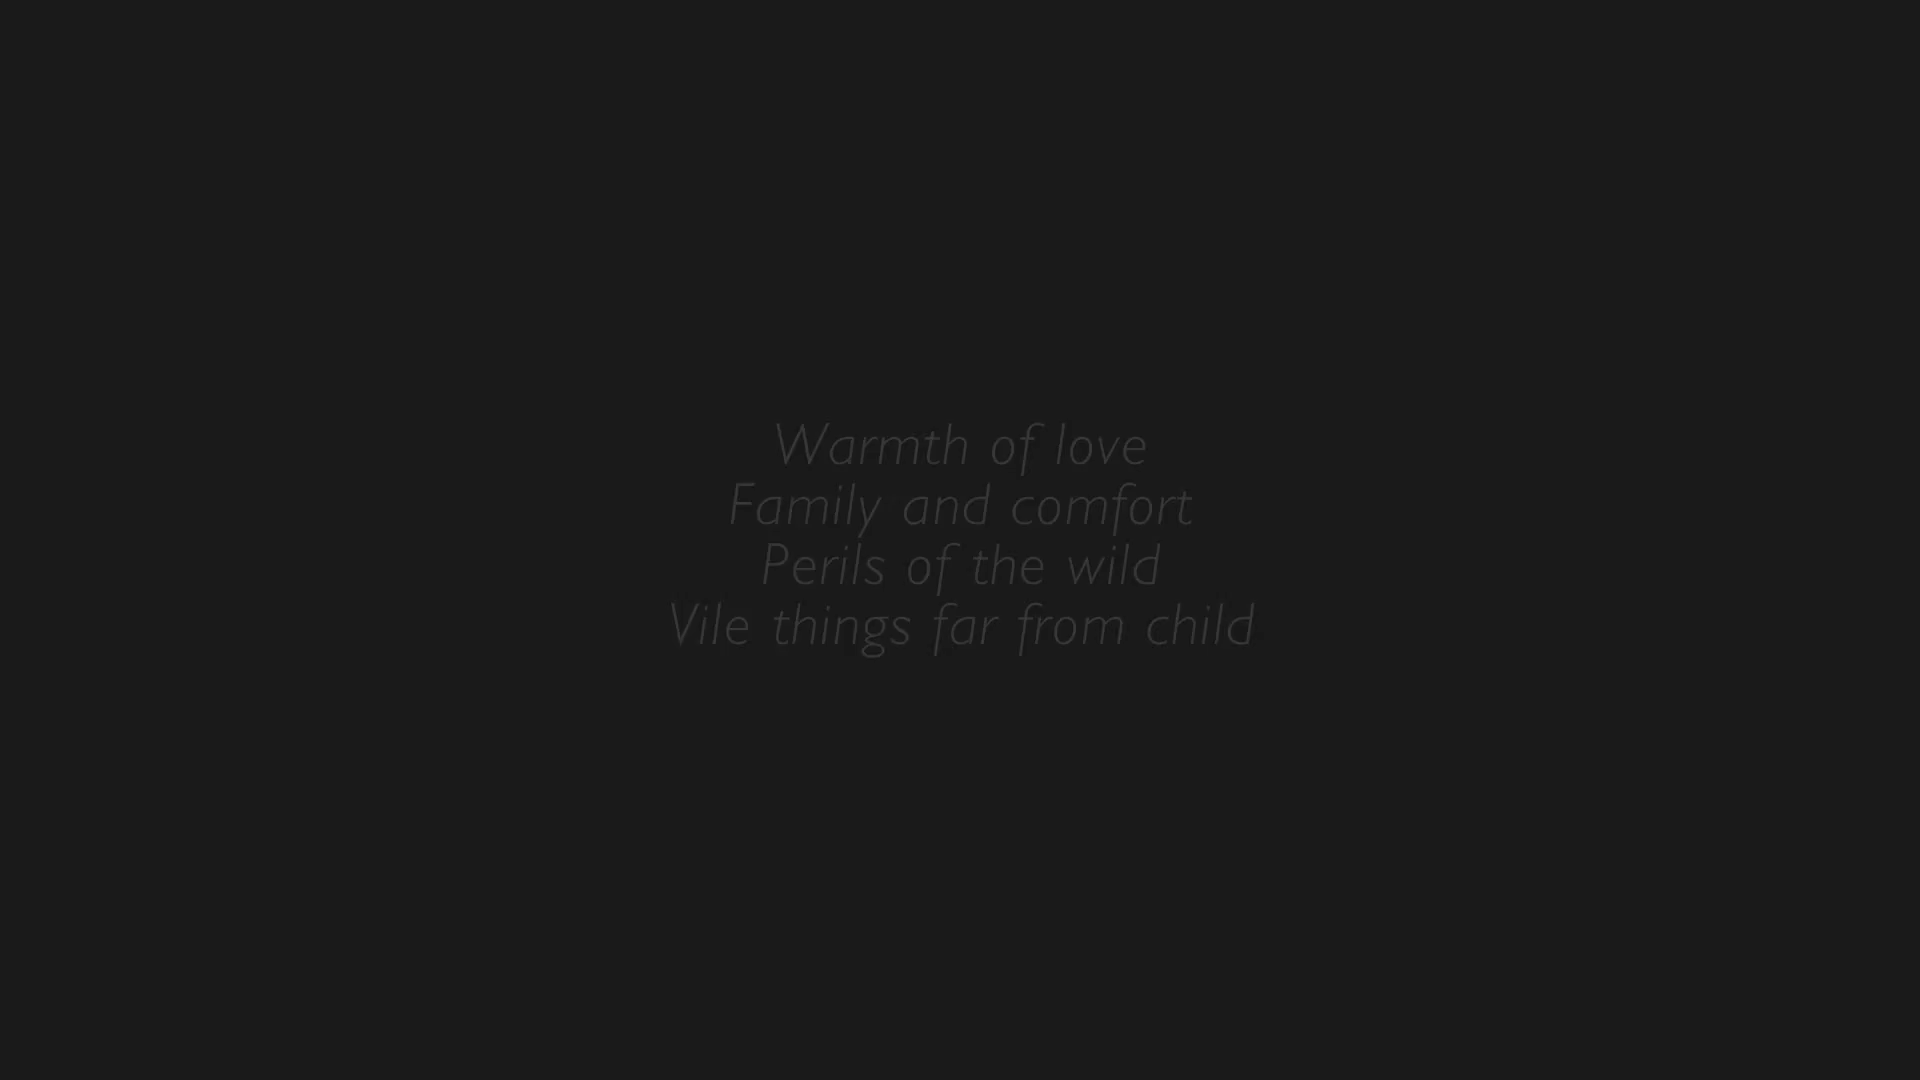 Warmth of love
Family and comfort
Perils of the wild
Vile things far from child